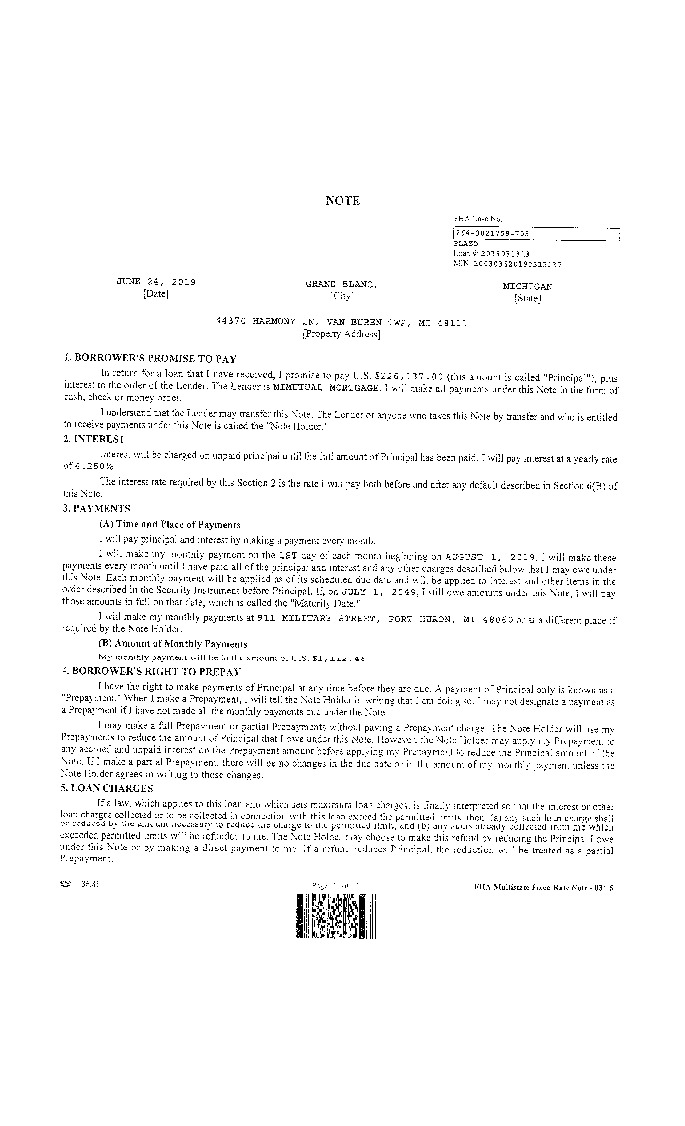 NOTE
FHA Case No.
JUNE 24, 2019
GRAND BLANC,
MICHIGAN
[Date]
[City]
[State]
44370 HARMONY LN, VAN BUREN TWP, MI
[Property Address]
1. BORROWER'S PROMISE TO PAY
In return for a loan that I have received, I promise to pay U.S. (this amount is called "Principal"), plus
interest, to the order of the Lender. The Lender is MIMUTUAL MORTGAGE. I will make all payments under this Note in the form of
cash, check or money order.
I understand that the Lender may transfer this Note. The Lender or anyone who takes this Note by transfer and who is entitled
to receive payments under this Note is called the "Note Holder."
2. INTEREST
Interest will be charged on unpaid principal until the full amount of Principal has been paid. I will pay interest at a yearly rate
of 4.250%
The interest rate required by this Section 2 is the rate I will pay both before and after any default described in Section 6(B) of
this Note.
3. PAYMENTS
(A) Time and Place of Payments
I will pay principal and interest by making a payment every month.
I will make my monthly payment on the 1ST day of each month beginning on AUGUST 1, 2019. I will make these
payments every month until I have paid all of the principal and interest and any other charges described below that I may owe under
this Note. Each monthly payment will be applied as of its scheduled due date and will be applied to interest and other items in the
order described in the Security Instrument before Principal. If, on JULY 1, 2049, I still owe amounts under this Note, I will pay
those amounts in full on that date, which is called the "Maturity Date."
I will make my monthly payments at 911 MILITARY STREET, PORT HURON, MI 48060 or at a different place if
required by the Note Holder.
(B) Amount of Monthly Payments
My monthly payment will be in the amount of U.S.
4. BORROWER'S RIGHT TO PREPAY
I have the right to make payments of Principal at any time before they are due. A payment of Principal only is known as a
"Prepayment." When I make a Prepayment, I will tell the Note Holder in writing that I am doing so. I may not designate a payment as
a Prepayment if I have not made all the monthly payments due under the Note.
I may make a full Prepayment or partial Prepayments without paying a Prepayment charge. The Note Holder will use my
Prepayments to reduce the amount of Principal that I owe under this Note. However, the Note Holder may apply my Prepayment to
any accrued and unpaid interest on the Prepayment amount before applying my Prepayment to reduce the Principal amount of the
Note. If I make a partial Prepayment, there will be no changes in the due date or in the amount of my monthly payment unless the
Note Holder agrees in writing to those changes.
5. LOAN CHARGES
If a law, which applies to this loan and which sets maximum loan charges, is finally interpreted so that the interest or other
loan charges collected or to be collected in connection with this loan exceed the permitted limits, then: (a) any such loan charge shall
be reduced by the amount necessary to reduce the charge to the permitted limit; and (b) any sums already collected from me which
exceeded permitted limits will be refunded to me. The Note Holder may choose to make this refund by reducing the Principal I owe
under this Note or by making a direct payment to me. If a refund reduces Principal, the reduction will be treated as a partial
Prepayment.
Page 1 of
FHA Multistate Fixed Rate Note -